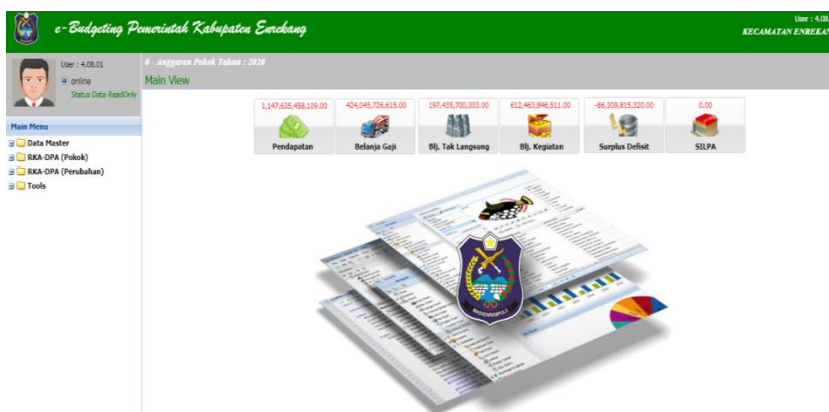 e-Budgeting Pemerintah Kabupaten Enrekang
User : 4.08.
KECAMATAN ENREKAN
User : 4.08.01
online
Status Data ReadOnly
0 - Anggaran Pokok Tahun : 2020
Main View
Main Menu
Data Master
RKA-DPA (Pokok)
RKA-DPA (Perubahan)
Tools
1,147,635,458,109.00 424,045,726,615.00 197,435,700,303.00 612,463,846,511.00 -86,309,815,320.00 0.00
Pendapatan Belanja Gaji Blj. Tak Langsung Blj. Kegiatan Surplus Defisit SILPA
MASSENREMPULU